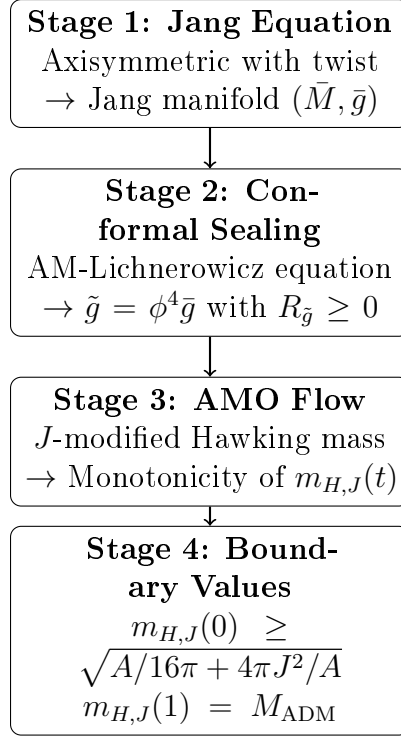 Stage 1: Jang Equation
Axisymmetric with twist
→ Jang manifold (M̄, ḡ)
Stage 2: Con-
formal Sealing
AM-Lichnerowicz equation
→ g̃ = ϕ⁴ḡ with R_g̃ ≥ 0
Stage 3: AMO Flow
J-modified Hawking mass
→ Monotonicity of m_{H,J}(t)
Stage 4: Bound-
ary Values
m_{H,J}(0) ≥
√(A/16π + 4πJ²/A)
m_{H,J}(1) = M_ADM